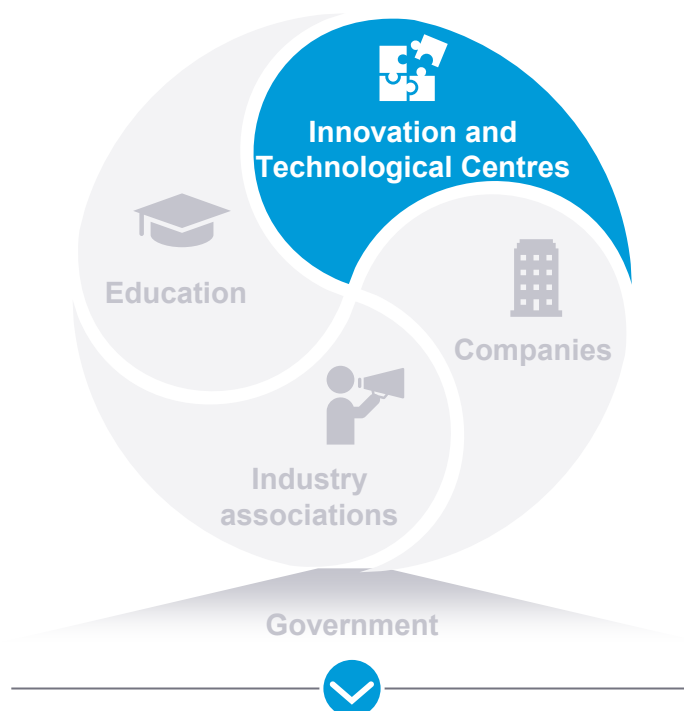 Innovation and
Technological Centres
Education
Companies
Industry
associations
Government